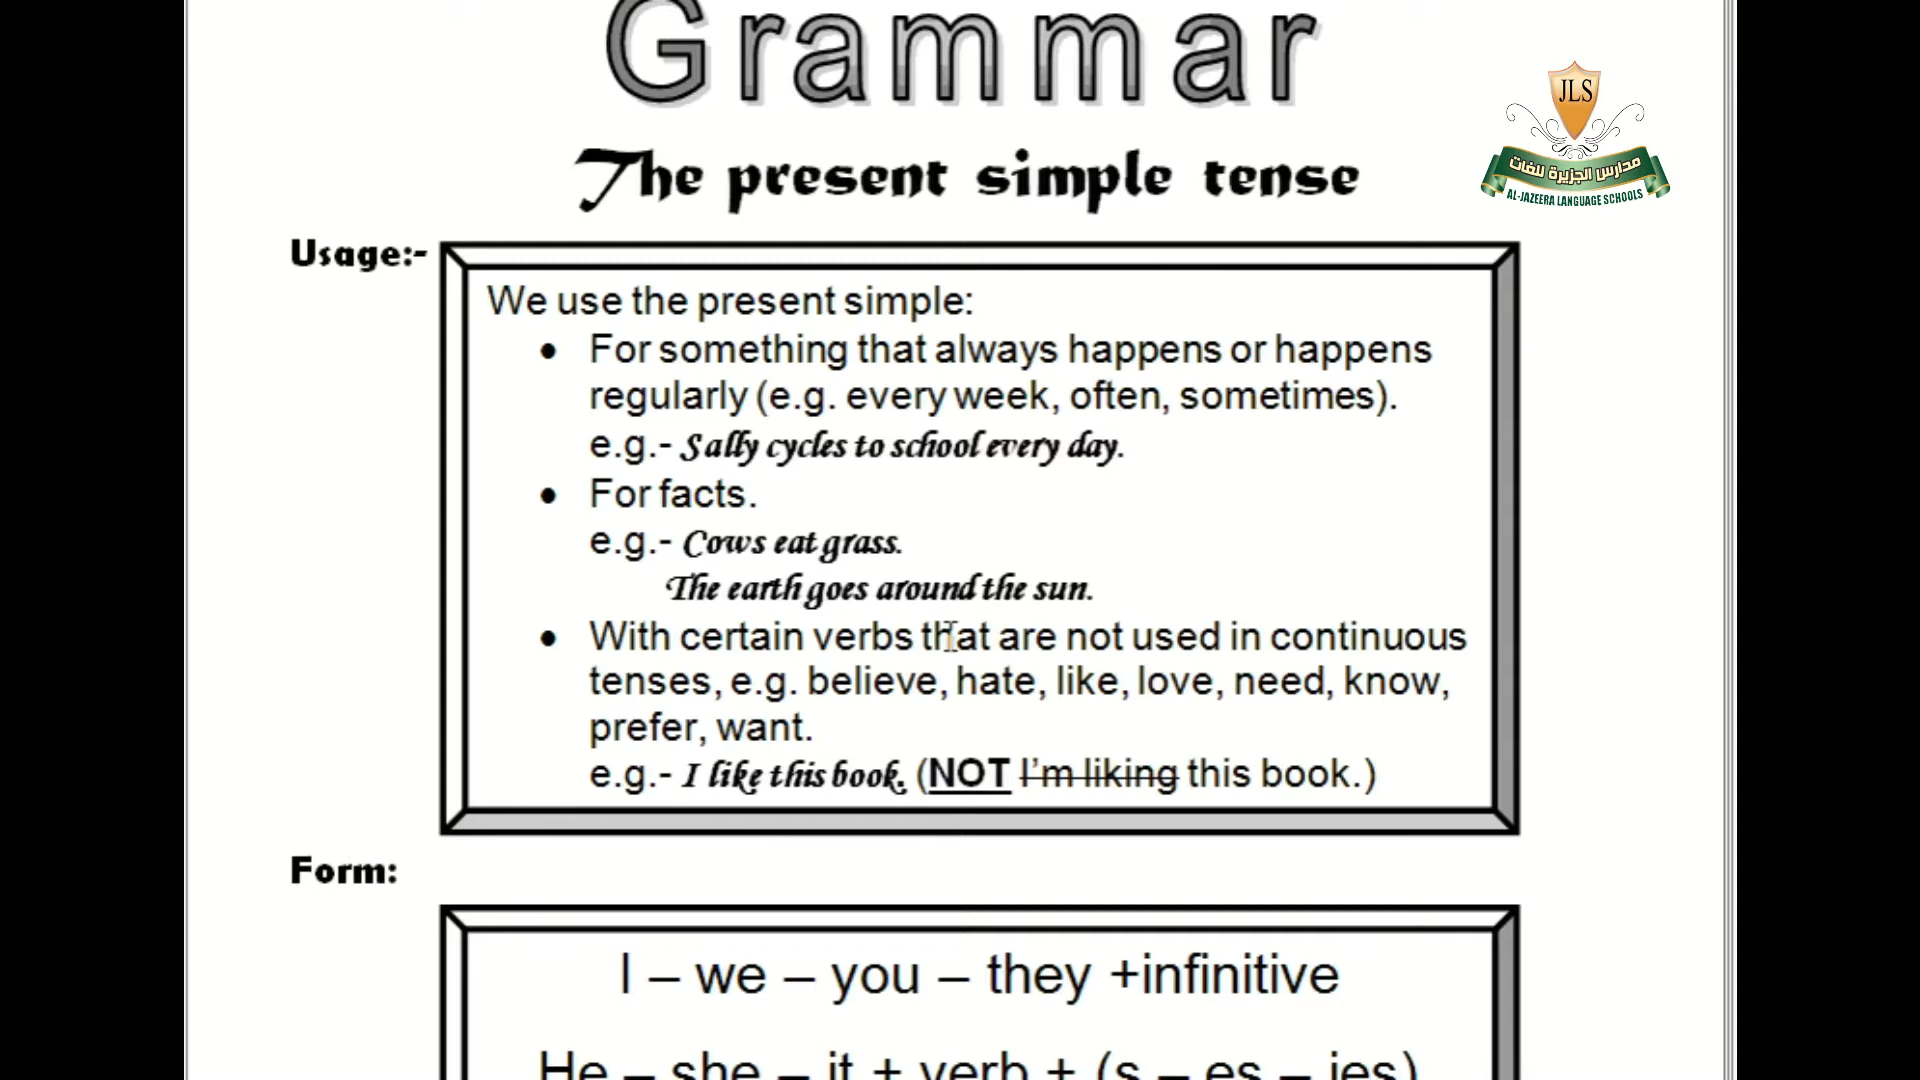 Grammar
JLS
مدارس الجزيرة للغات
AL-JAZEERA LANGUAGE SCHOOLS
The present simple tense
Usage:-
We use the present simple:
• For something that always happens or happens
regularly (e.g. every week, often, sometimes).
e.g.- Sally cycles to school every day.
• For facts.
e.g.- Cows eat grass.
The earth goes around the sun.
• With certain verbs that are not used in continuous
tenses, e.g. believe, hate, like, love, need, know,
prefer, want.
e.g.- I like this book. (NOT I'm liking this book.)
Form:
I – we – you – they +infinitive
He – she – it + verb + (s – es – ies)